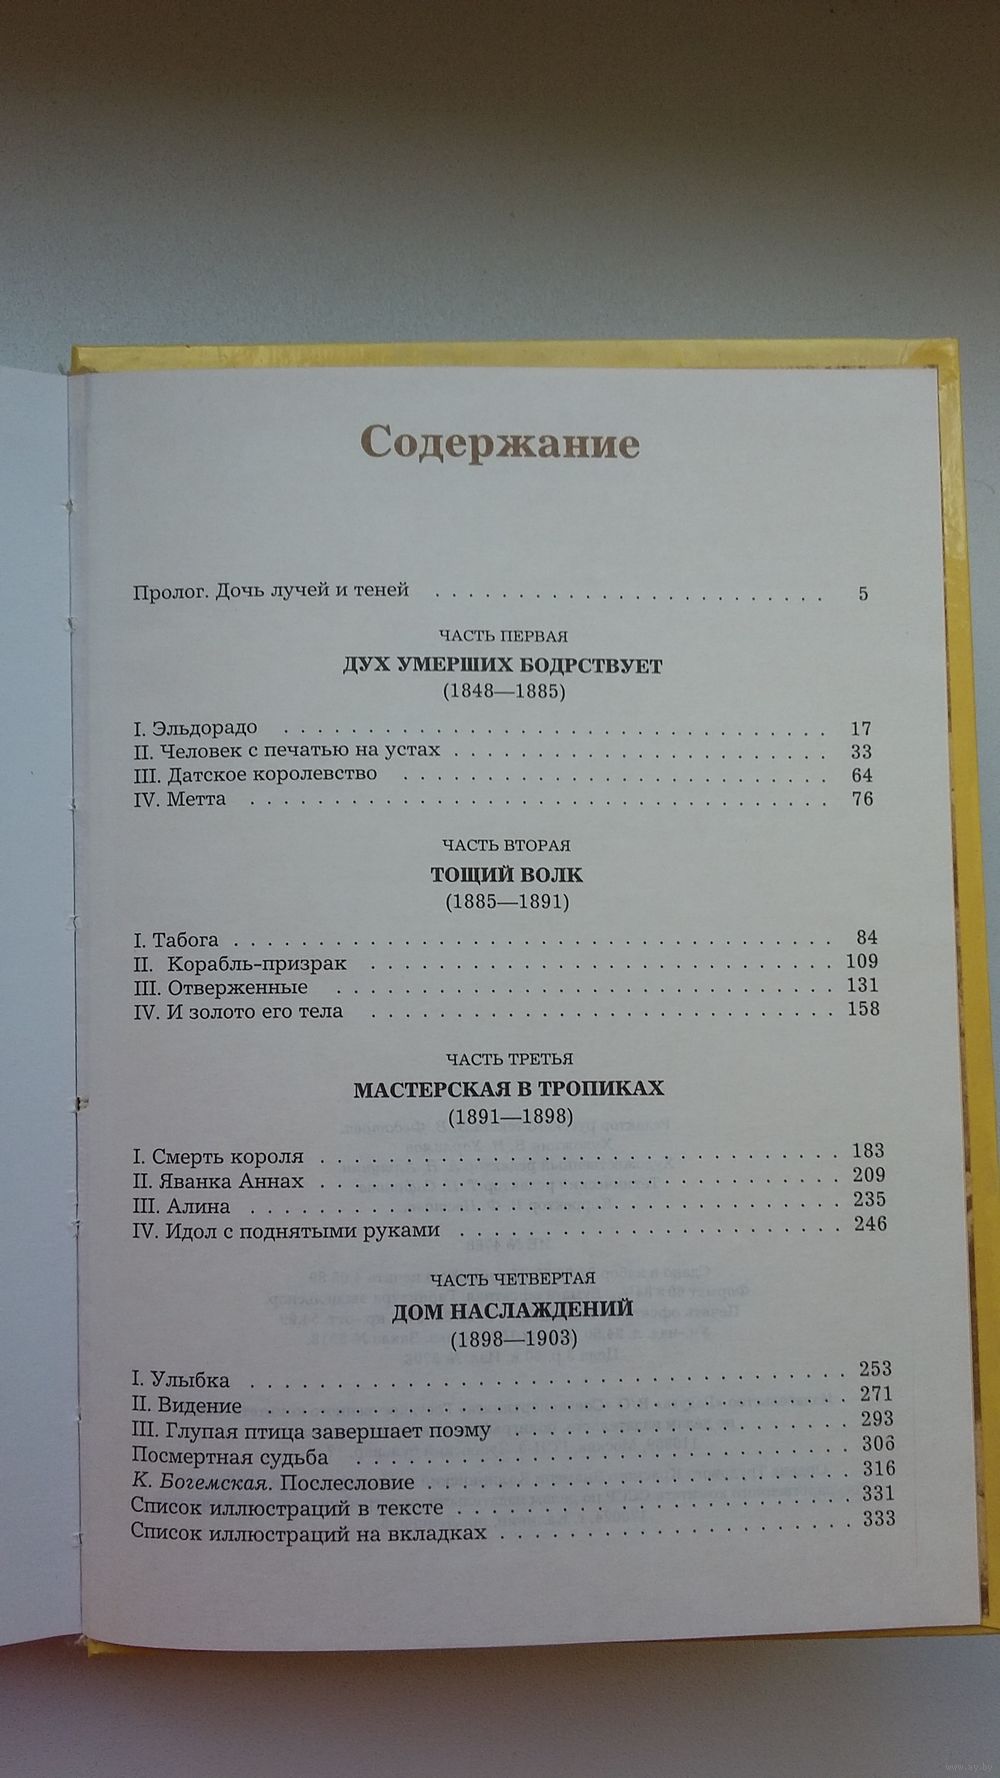 Содержание
Пролог. Дочь лучей и теней . . . . . . . . . . . . . . . . . . . . . . . . 5
ЧАСТЬ ПЕРВАЯ
ДУХ УМЕРШИХ БОДРСТВУЕТ
(1848—1885)
I. Эльдорадо . . . . . . . . . . . . . . . . . . . . . . . . . . . . . . . . . 17
II. Человек с печатью на устах . . . . . . . . . . . . . . . . . . . . . . . 33
III. Датское королевство . . . . . . . . . . . . . . . . . . . . . . . . . . 64
IV. Метта . . . . . . . . . . . . . . . . . . . . . . . . . . . . . . . . . . . 76
ЧАСТЬ ВТОРАЯ
ТОЩИЙ ВОЛК
(1885—1891)
I. Табога . . . . . . . . . . . . . . . . . . . . . . . . . . . . . . . . . . . . 84
II. Корабль-призрак . . . . . . . . . . . . . . . . . . . . . . . . . . . . 109
III. Отверженные . . . . . . . . . . . . . . . . . . . . . . . . . . . . . . 131
IV. И золото его тела . . . . . . . . . . . . . . . . . . . . . . . . . . . . 158
ЧАСТЬ ТРЕТЬЯ
МАСТЕРСКАЯ В ТРОПИКАХ
(1891—1898)
I. Смерть короля . . . . . . . . . . . . . . . . . . . . . . . . . . . . . . . 183
II. Яванка Аннах . . . . . . . . . . . . . . . . . . . . . . . . . . . . . . . 209
III. Алина . . . . . . . . . . . . . . . . . . . . . . . . . . . . . . . . . . . 235
IV. Идол с поднятыми руками . . . . . . . . . . . . . . . . . . . . . . . 246
ЧАСТЬ ЧЕТВЕРТАЯ
ДОМ НАСЛАЖДЕНИЙ
(1898—1903)
I. Улыбка . . . . . . . . . . . . . . . . . . . . . . . . . . . . . . . . . . . . 253
II. Видение . . . . . . . . . . . . . . . . . . . . . . . . . . . . . . . . . . . 271
III. Глупая птица завершает поэму . . . . . . . . . . . . . . . . . . . . 293
Посмертная судьба . . . . . . . . . . . . . . . . . . . . . . . . . . . . . . 306
К. Богемская. Послесловие . . . . . . . . . . . . . . . . . . . . . . . . . . 316
Список иллюстраций в тексте . . . . . . . . . . . . . . . . . . . . . . . . 331
Список иллюстраций на вкладках . . . . . . . . . . . . . . . . . . . . . . 333
www.ay.by